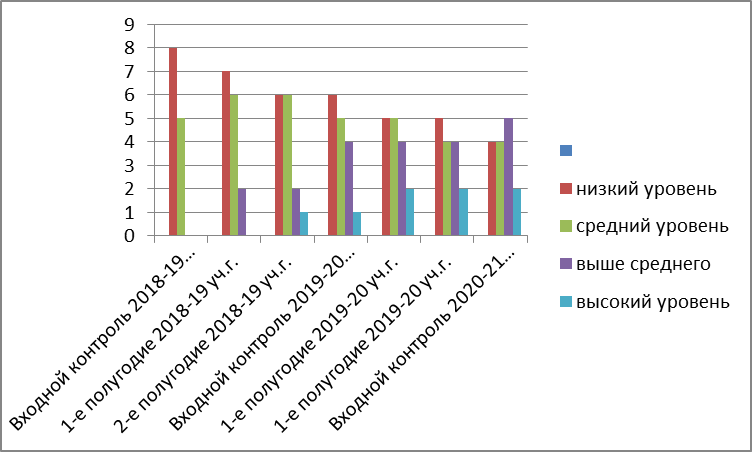 9
8
7
6
5
4
3
2
1
0
Входной контроль 2018-19...
1-е полугодие 2018-19 уч.г.
2-е полугодие 2018-19 уч.г.
Входной контроль 2019-20...
1-е полугодие 2019-20 уч.г.
1-е полугодие 2019-20 уч.г.
Входной контроль 2020-21...
низкий уровень
средний уровень
выше среднего
высокий уровень